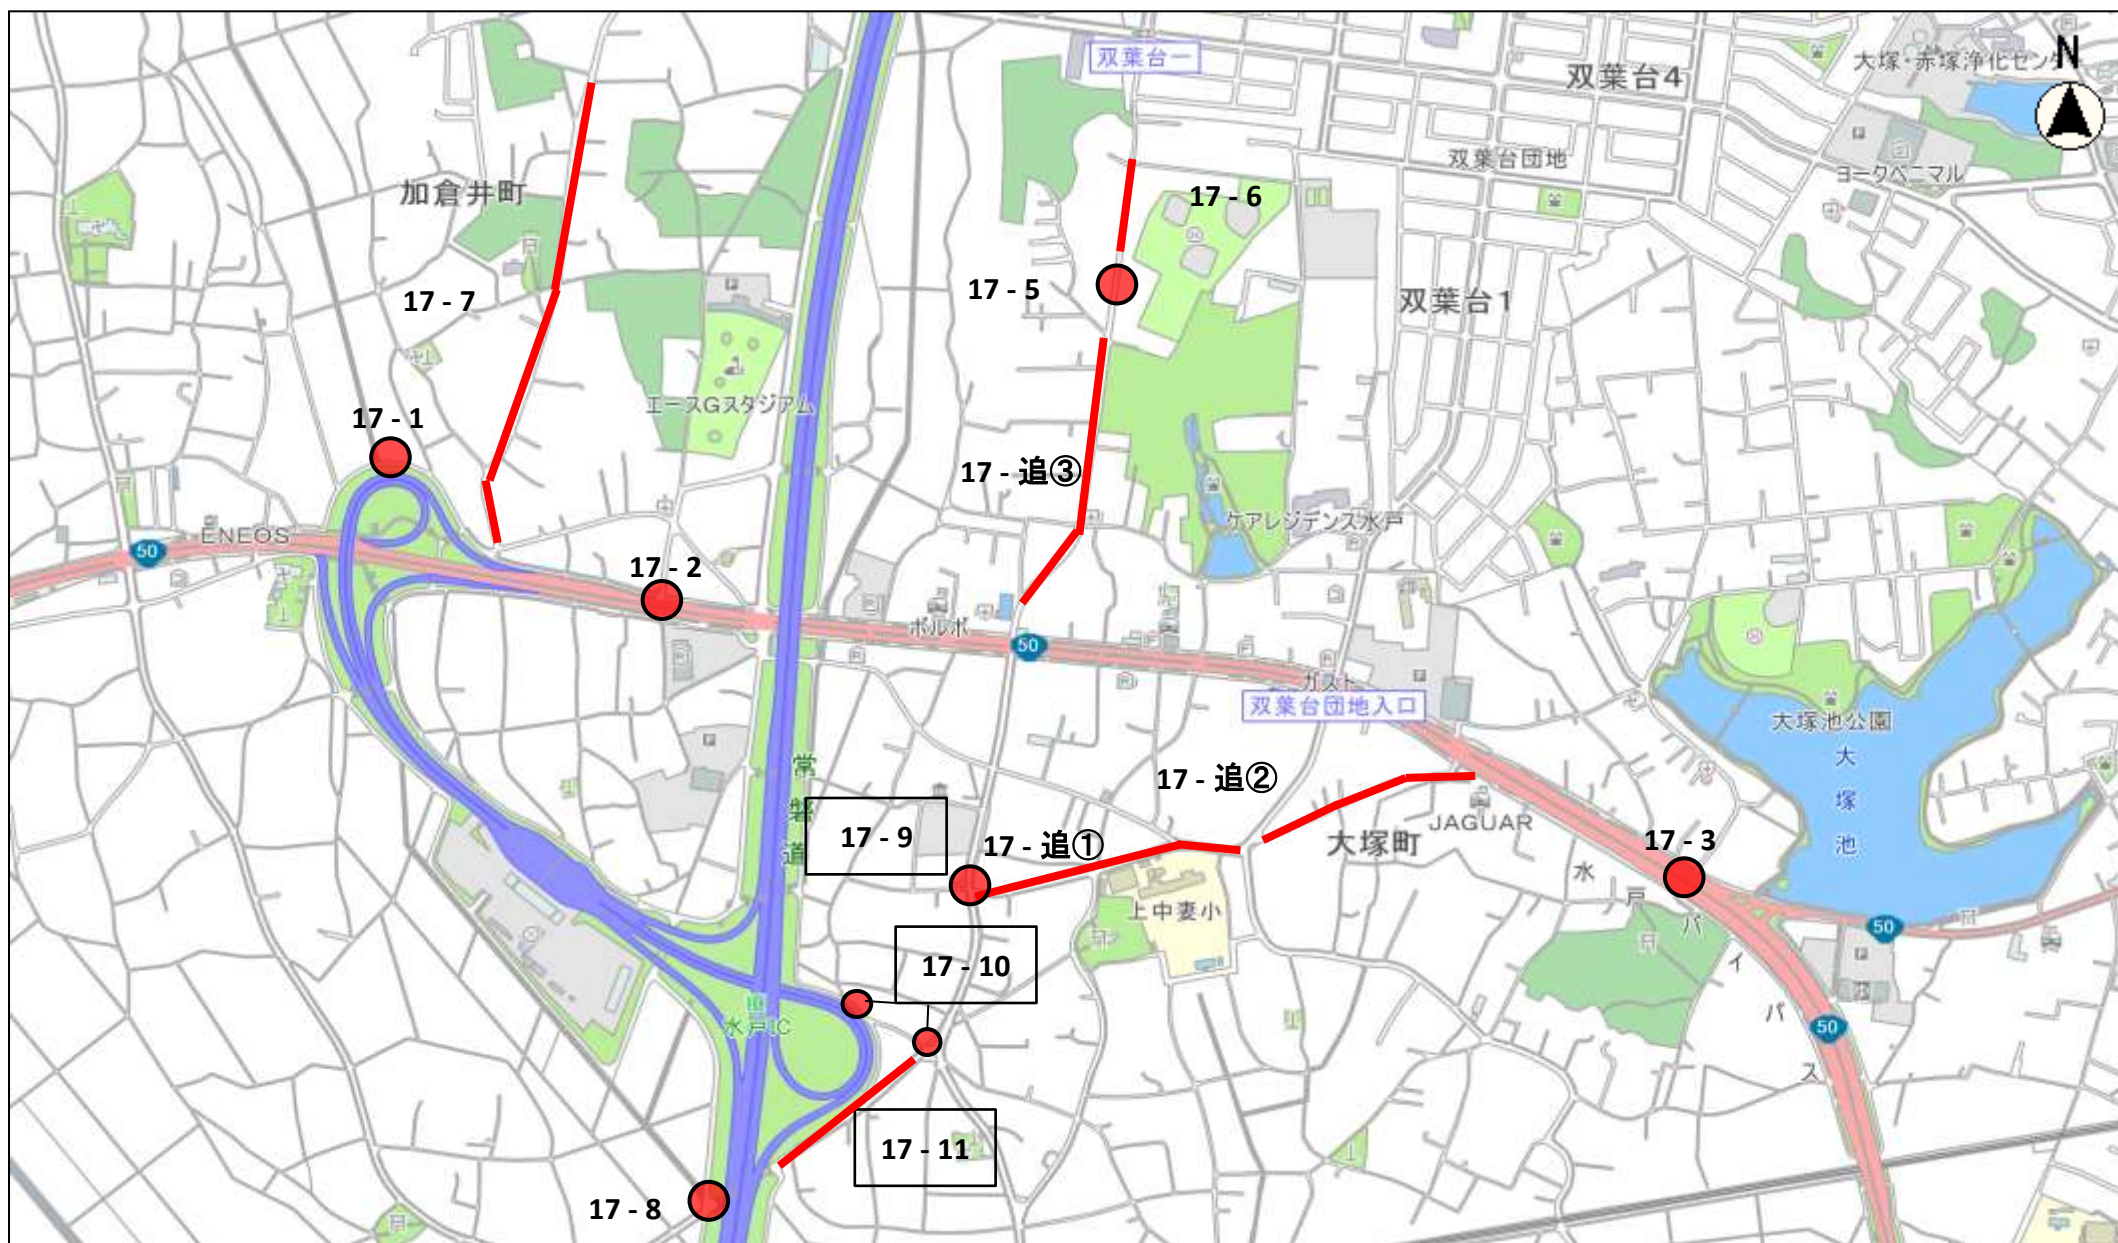 双葉台一
双葉台4
大塚・赤塚浄化センター
N
双葉台団地
ヨークベニマル
加倉井町
17 - 6
17 - 5
17 - 7
双葉台1
エースGスタジアム
17 - 1
17 - 追③
ケアレジデンス水戸
ENEOS
50
17 - 2
ボルボ
50
ガスト
双葉台団地入口
大塚池公園
大塚池
常磐道
17 - 追②
JAGUAR
17 - 9
17 - 追①
大塚町
17 - 3
水戸バイパス
上中妻小
50
17 - 10
水戸IC
50
17 - 11
17 - 8